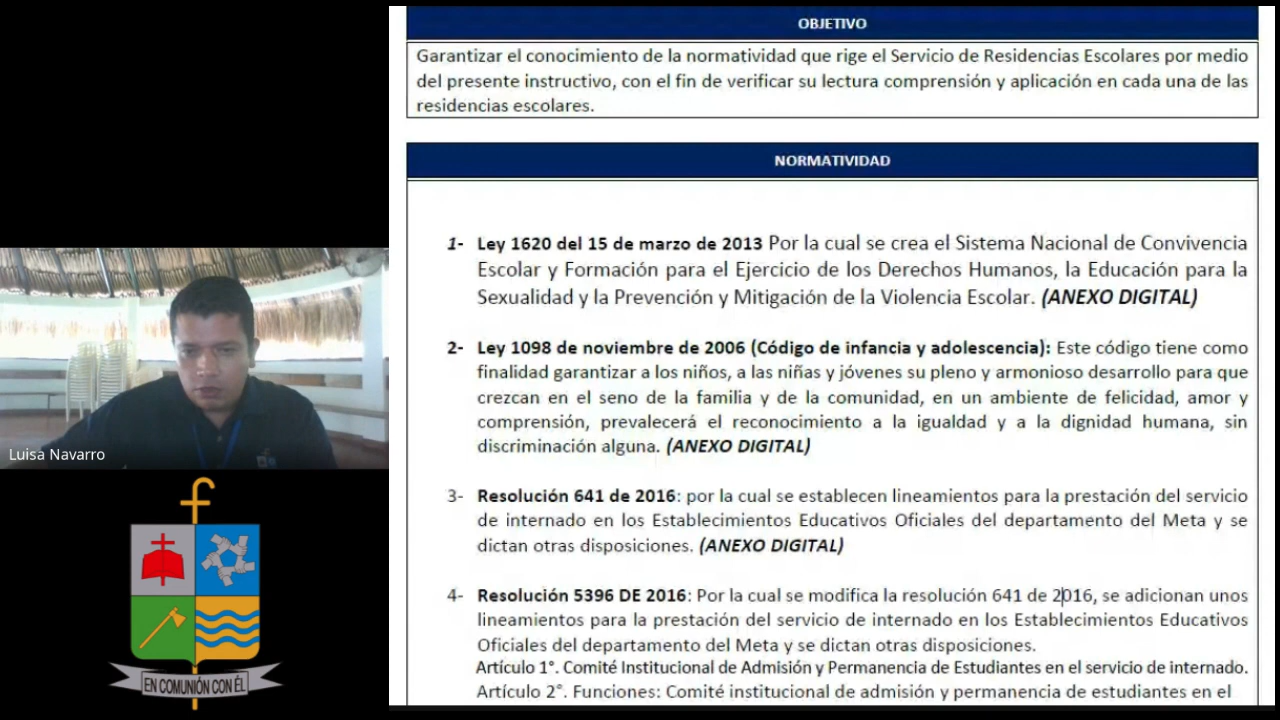 Luisa Navarro
EN COMUNIÓN CON ÉL
OBJETIVO
Garantizar el conocimiento de la normatividad que rige el Servicio de Residencias Escolares por medio
del presente instructivo, con el fin de verificar su lectura comprensión y aplicación en cada una de las
residencias escolares.
NORMATIVIDAD
1- Ley 1620 del 15 de marzo de 2013 Por la cual se crea el Sistema Nacional de Convivencia
Escolar y Formación para el Ejercicio de los Derechos Humanos, la Educación para la
Sexualidad y la Prevención y Mitigación de la Violencia Escolar. (ANEXO DIGITAL)
2- Ley 1098 de noviembre de 2006 (Código de infancia y adolescencia): Este código tiene como
finalidad garantizar a los niños, a las niñas y jóvenes su pleno y armonioso desarrollo para que
crezcan en el seno de la familia y de la comunidad, en un ambiente de felicidad, amor y
comprensión, prevalecerá el reconocimiento a la igualdad y a la dignidad humana, sin
discriminación alguna. (ANEXO DIGITAL)
3- Resolución 641 de 2016: por la cual se establecen lineamientos para la prestación del servicio
de internado en los Establecimientos Educativos Oficiales del departamento del Meta y se
dictan otras disposiciones. (ANEXO DIGITAL)
4- Resolución 5396 DE 2016: Por la cual se modifica la resolución 641 de 2016, se adicionan unos
lineamientos para la prestación del servicio de internado en los Establecimientos Educativos
Oficiales del departamento del Meta y se dictan otras disposiciones.
Artículo 1°. Comité Institucional de Admisión y Permanencia de Estudiantes en el servicio de internado.
Artículo 2°. Funciones: Comité institucional de admisión y permanencia de estudiantes en el